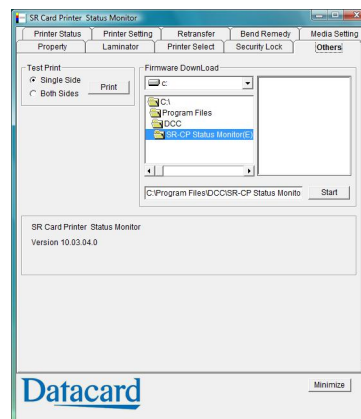 SR Card Printer Status Monitor
Printer Status Printer Setting Retransfer Bend Remedy Media Setting
Property Laminator Printer Select Security Lock Others
Test Print
Single Side
Both Sides
Print
Firmware DownLoad
c:
C:\
Program Files
DCC
SR-CP Status Monitor(E)
C:\Program Files\DCC\SR-CP Status Monito
Start
SR Card Printer Status Monitor
Version 10.03.04.0
Datacard
Minimize